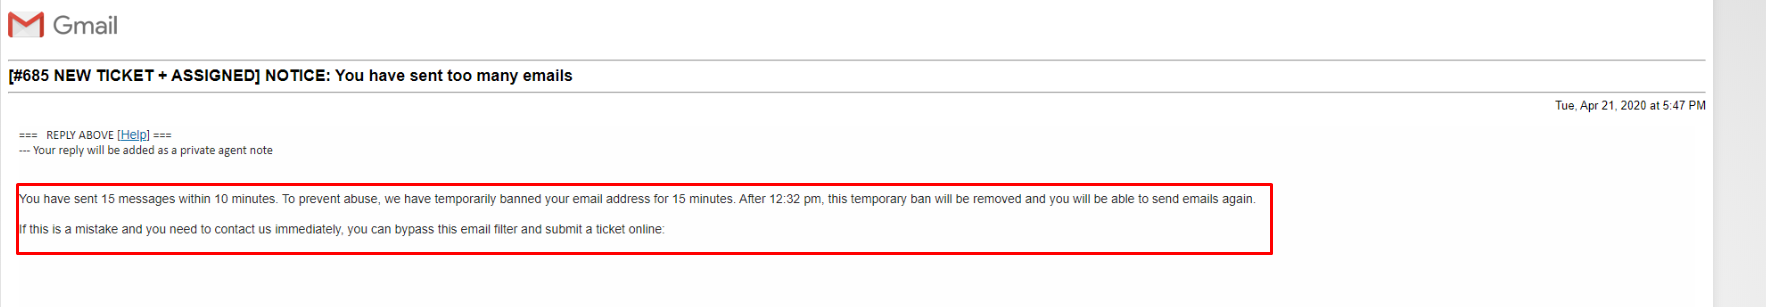 Gmail
[#685 NEW TICKET + ASSIGNED] NOTICE: You have sent too many emails
Tue, Apr 21, 2020 at 5:47 PM
=== REPLY ABOVE [Help] ===
--- Your reply will be added as a private agent note
You have sent 15 messages within 10 minutes. To prevent abuse, we have temporarily banned your email address for 15 minutes. After 12:32 pm, this temporary ban will be removed and you will be able to send emails again.
If this is a mistake and you need to contact us immediately, you can bypass this email filter and submit a ticket online: